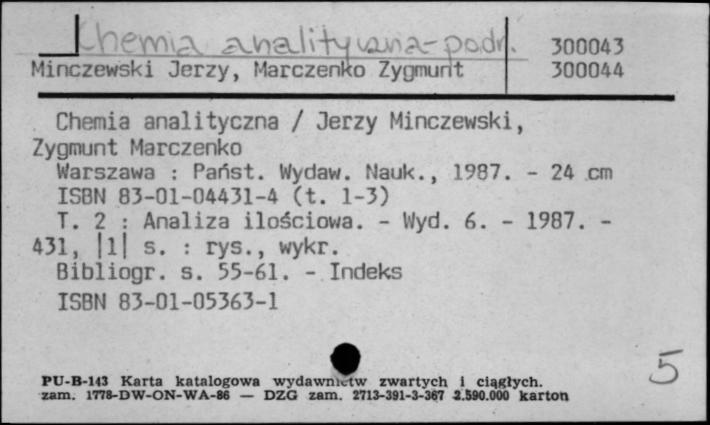 Chemia analityczna-podr.
300043
Minczewski Jerzy, Marczenko Zygmunt
300044
Chemia analityczna / Jerzy Minczewski,
Zygmunt Marczenko
Warszawa : Państ. Wydaw. Nauk., 1987. - 24 cm
ISBN 83-01-04431-4 (t. 1-3)
T. 2 : Analiza ilościowa. - Wyd. 6. - 1987. -
431, |1| s. : rys., wykr.
Bibliogr. s. 55-61. - Indeks
ISBN 83-01-05363-1
5
PU-B-143 Karta katalogowa wydawnictw zwartych i ciągłych.
zam. 1778-DW-ON-WA-86 — DZG zam. 2713-391-3-367 2.590.000 karton